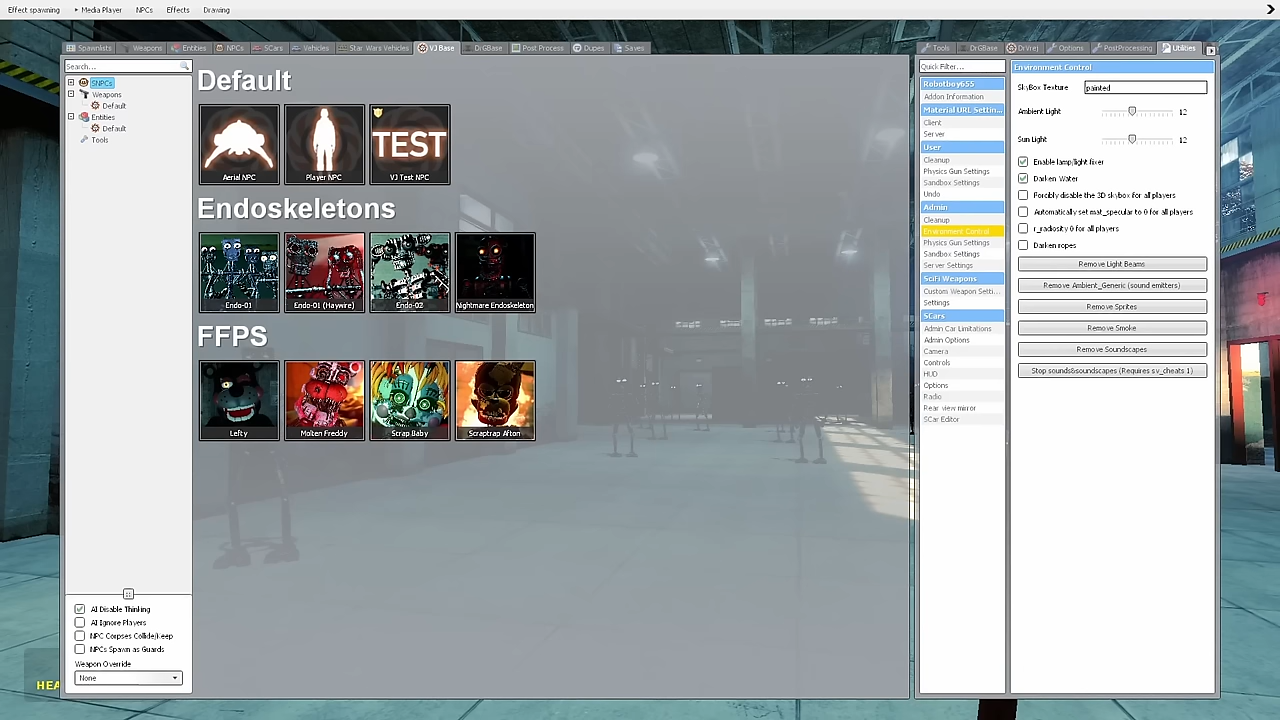 Effect spawning
Media Player
NPCs
Effects
Drawing
Spawnlists
Weapons
Entities
NPCs
SCars
Vehicles
Star Wars Vehicles
VJ Base
DrGBase
Post Process
Dupes
Saves
Tools
DrGBase
DrVrej
Options
PostProcessing
Utilities
Search...
SNPCs
Weapons
Default
Entities
Default
Tools
Default
Aerial NPC
Player NPC
TEST
VJ Test NPC
Endoskeletons
Endo-01
Endo-01 (Haywire)
Endo-02
Nightmare Endoskeleton
FFPS
Lefty
Molten Freddy
Scrap Baby
Scraptrap Afton
AI Disable Thinking
AI Ignore Players
NPC Corpses Collide/keep
NPCs Spawn as Guards
Weapon Override
None
HEA
Quick Filter...
Robotboy655
Addon Information
Material URL Settin...
Client
Server
User
Cleanup
Physics Gun Settings
Sandbox Settings
Undo
Admin
Cleanup
Environment Control
Physics Gun Settings
Sandbox Settings
Server Settings
SciFi Weapons
Custom Weapon Setti...
Settings
SCars
Admin Car Limitations
Admin Options
Camera
Controls
HUD
Options
Radio
Rear view mirror
SCar Editor
Environment Control
SkyBox Texture
painted
Ambient Light
12
Sun Light
12
Enable lamp/light fixer
Darken Water
Forcibly disable the 3D skybox for all players
Automatically set mat_specular to 0 for all players
r_radiosity 0 for all players
Darken ropes
Remove Light Beams
Remove Ambient_Generic (sound emitters)
Remove Sprites
Remove Smoke
Remove Soundscapes
Stop sounds&soundscapes (Requires sv_cheats 1)